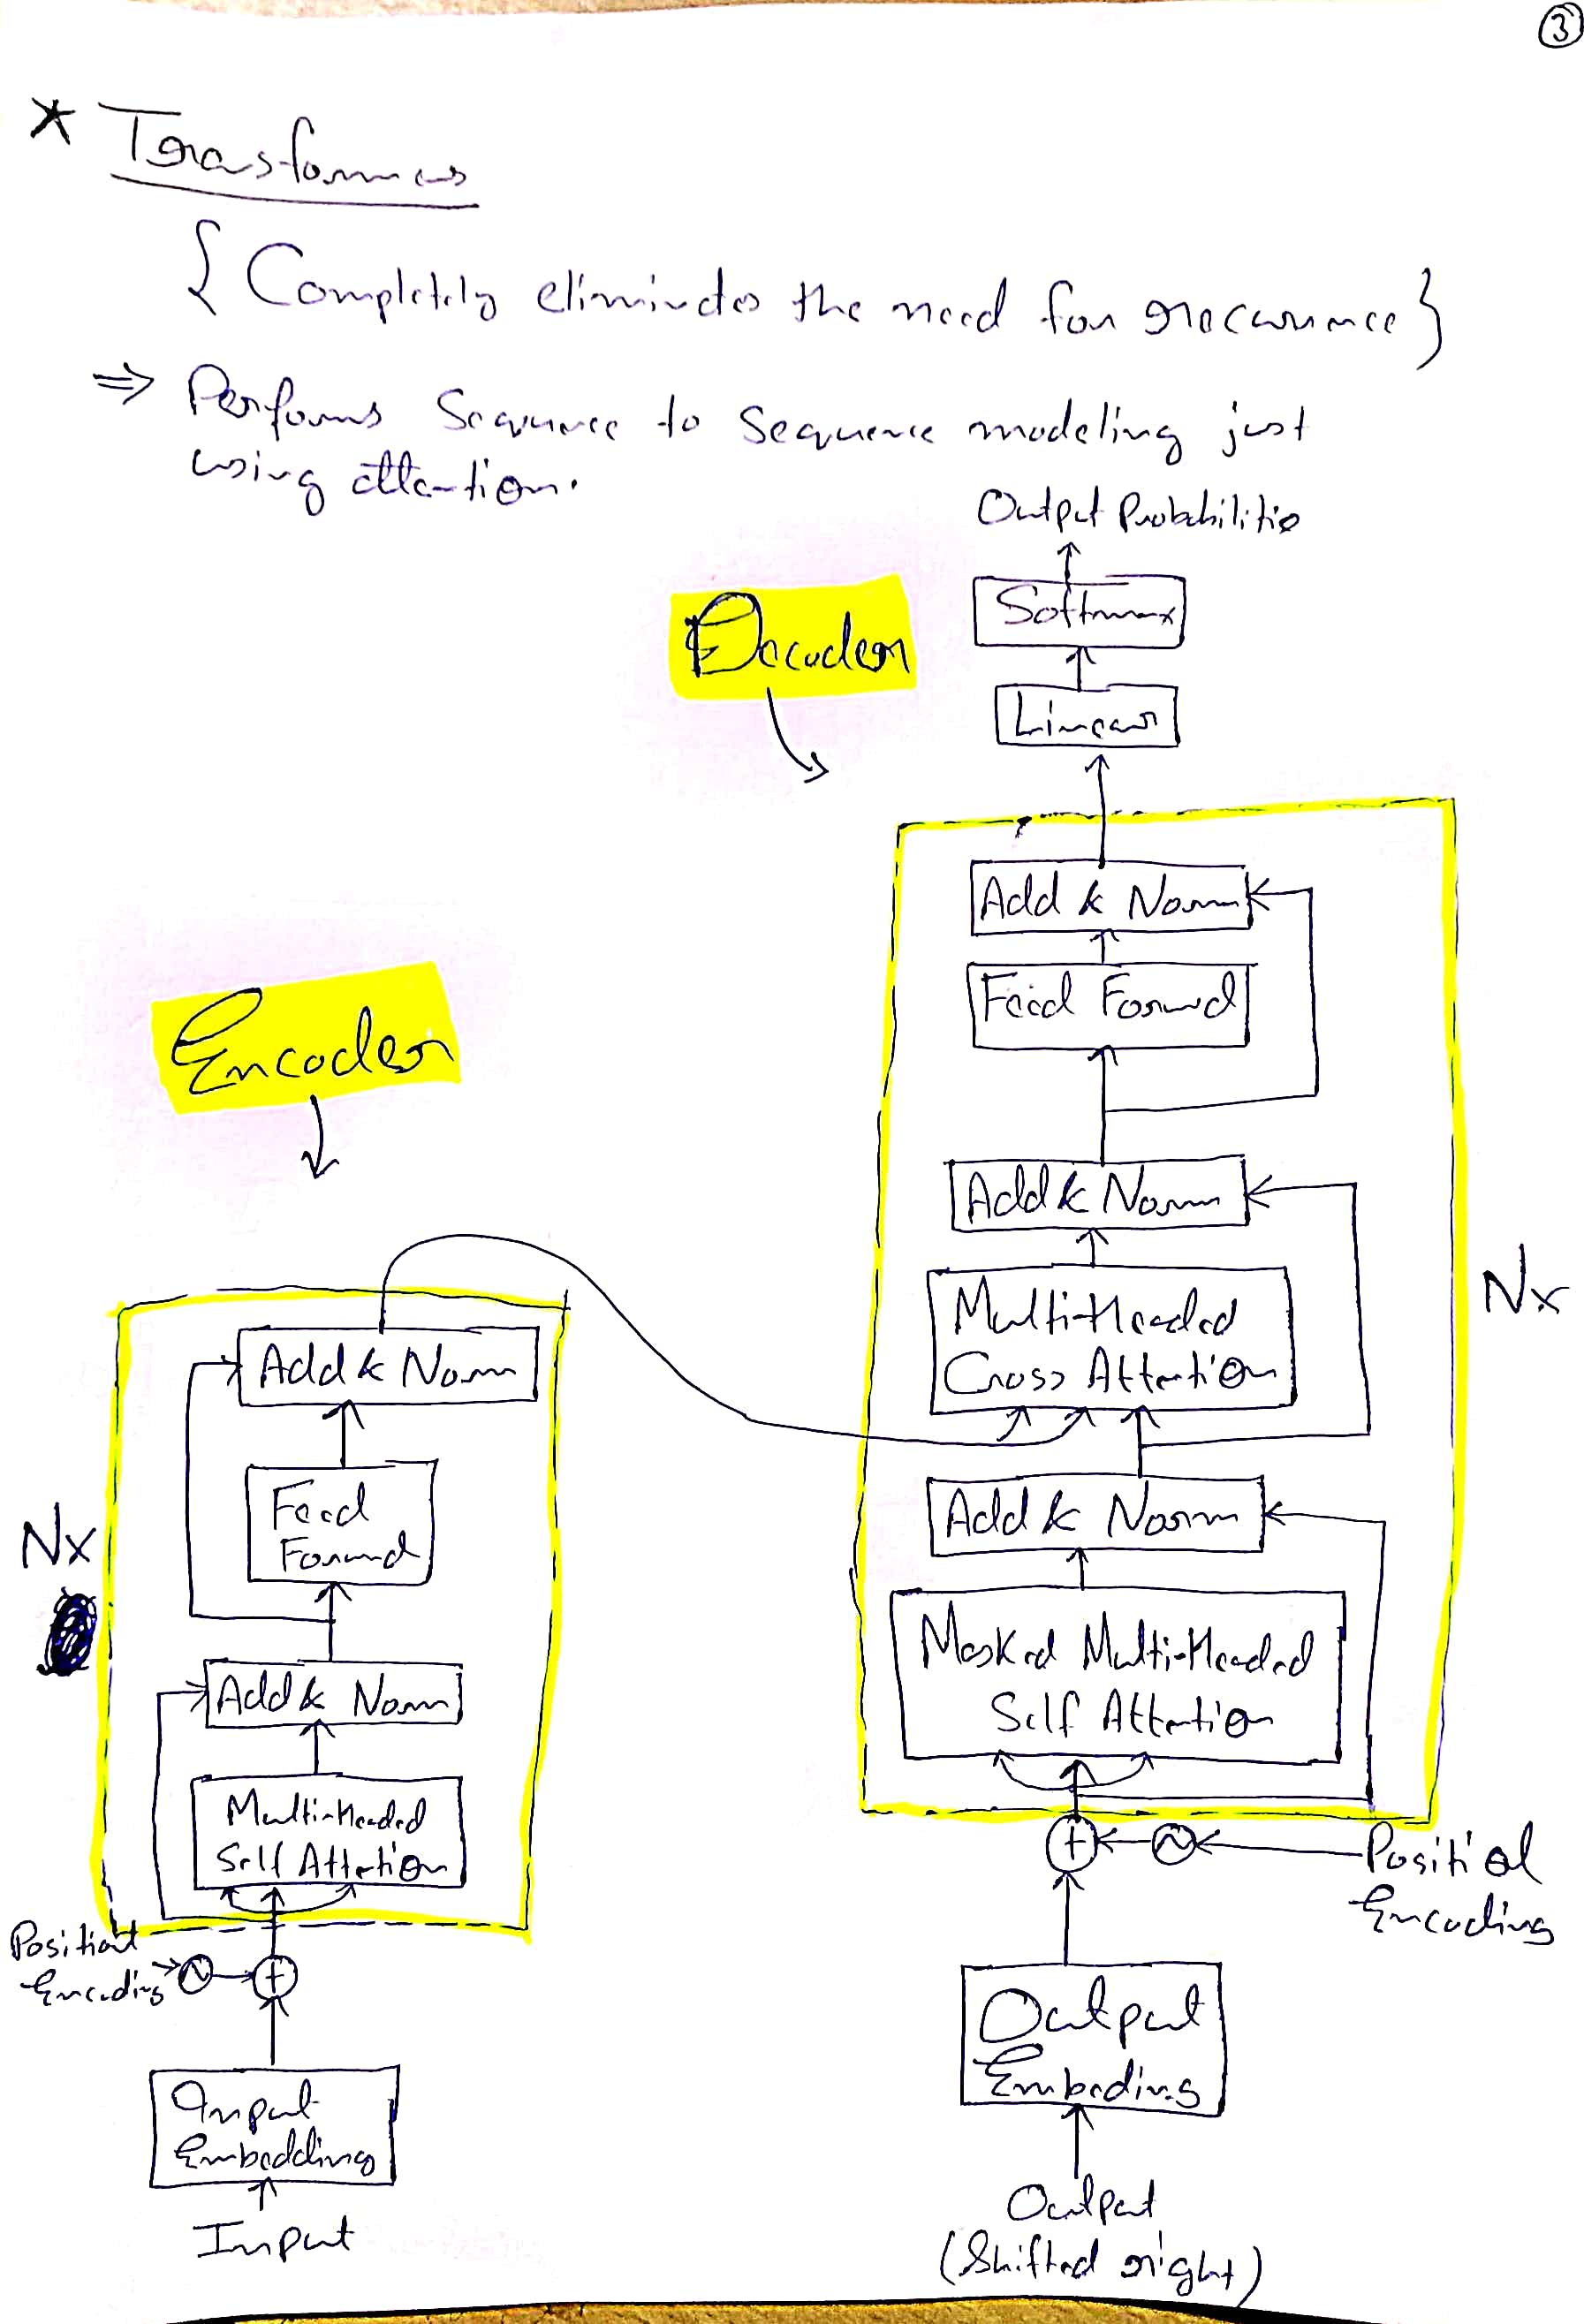 3
* Transformers
{Completely eliminates the need for recurrence}
⇒ Performs Sequence to Sequence modeling just
using attention.
Output Probabilities
Softmax
Linear
Decoder
Add & Norm
Feed Forward
Add & Norm
Multi-Headed
Cross Attention
Add & Norm
Masked Multi-Headed
Self Attention
Nx
Positional
Encoding
Output
Embedding
Output
(Shifted right)
Encoder
Add & Norm
Feed
Forward
Add & Norm
Multi-Headed
Self Attention
Nx
Positional
Encoding
Input
Embedding
Input